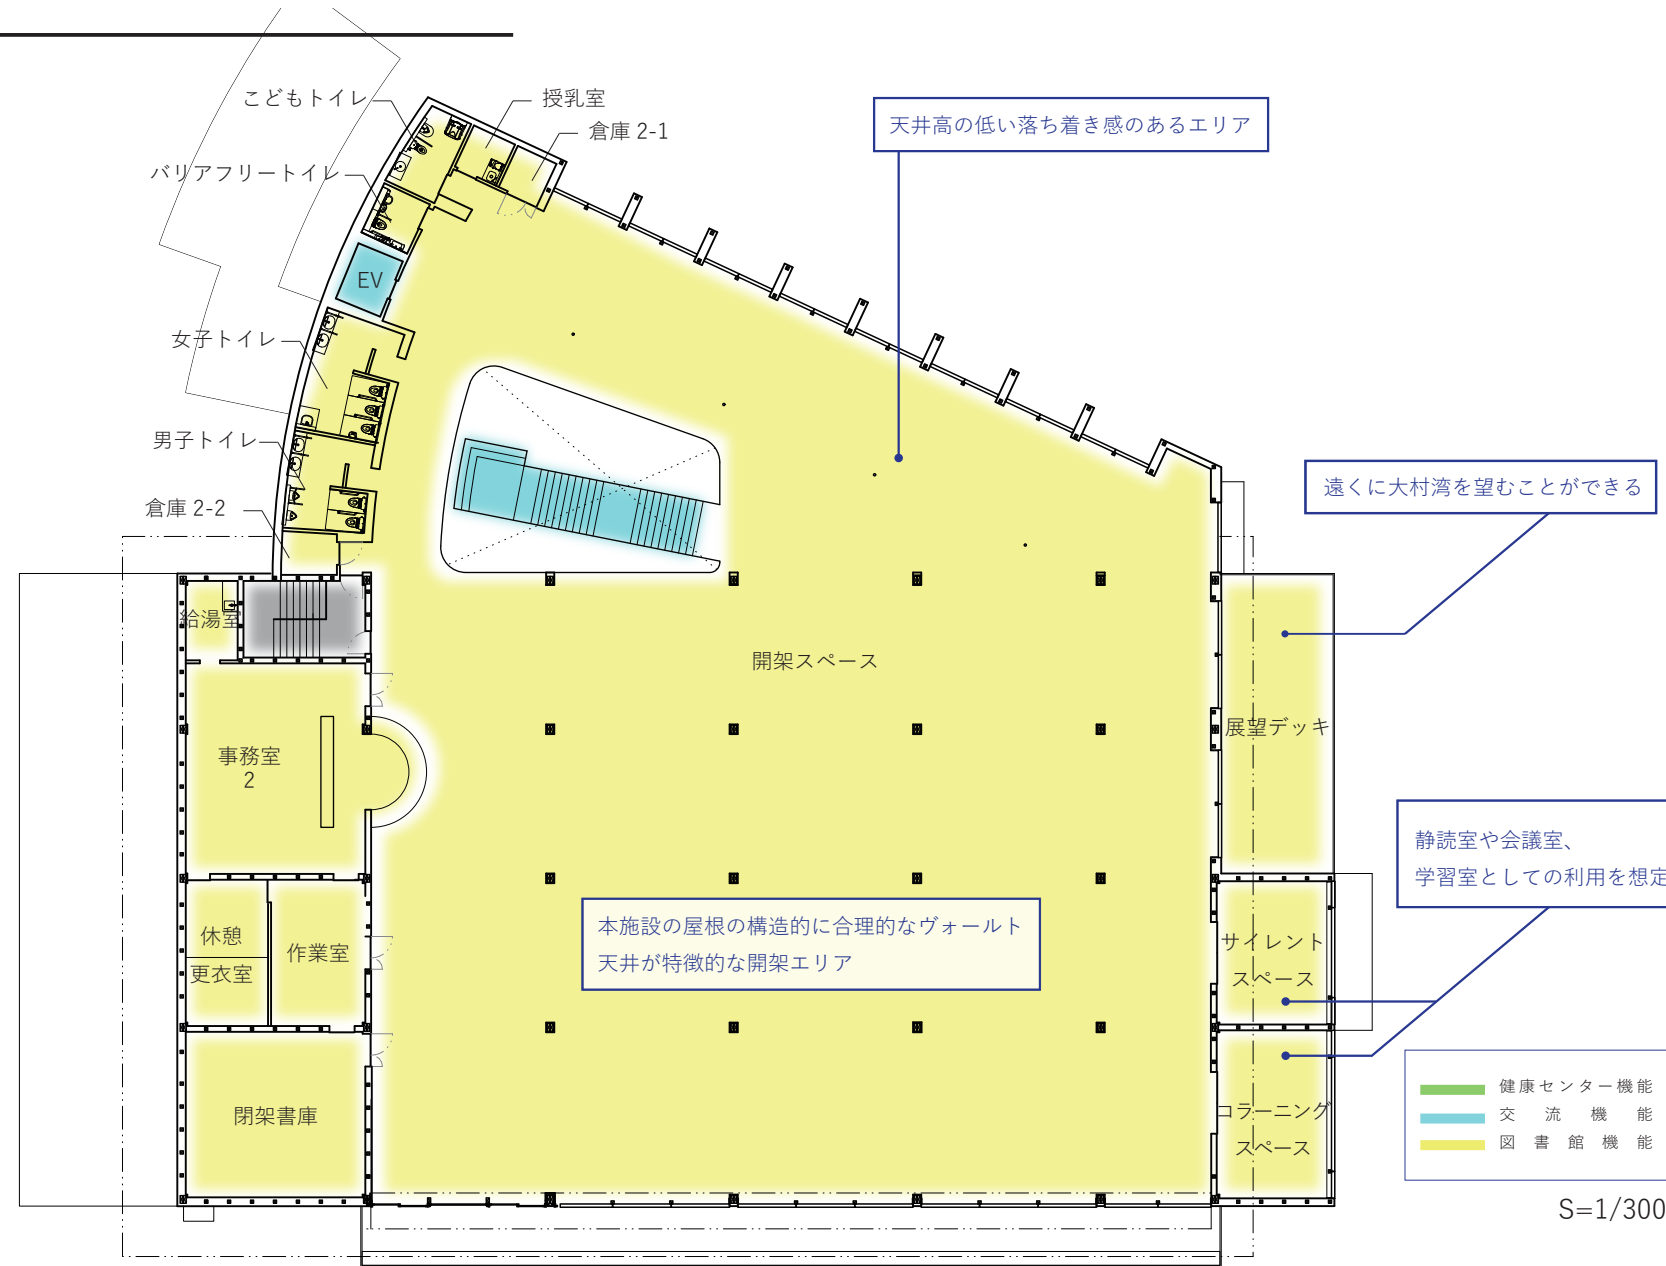 こどもトイレ
授乳室
倉庫 2-1
バリアフリートイレ
EV
女子トイレ
男子トイレ
倉庫 2-2
天井高の低い落ち着き感のあるエリア
遠くに大村湾を望むことができる
給湯室
開架スペース
展望デッキ
事務室
2
静読室や会議室、
学習室としての利用を想定
本施設の屋根の構造的に合理的なヴォールト
天井が特徴的な開架エリア
休憩
更衣室
作業室
サイレント
スペース
閉架書庫
コラーニング
スペース
健康センター機能
交流機能
図書館機能
S=1/300